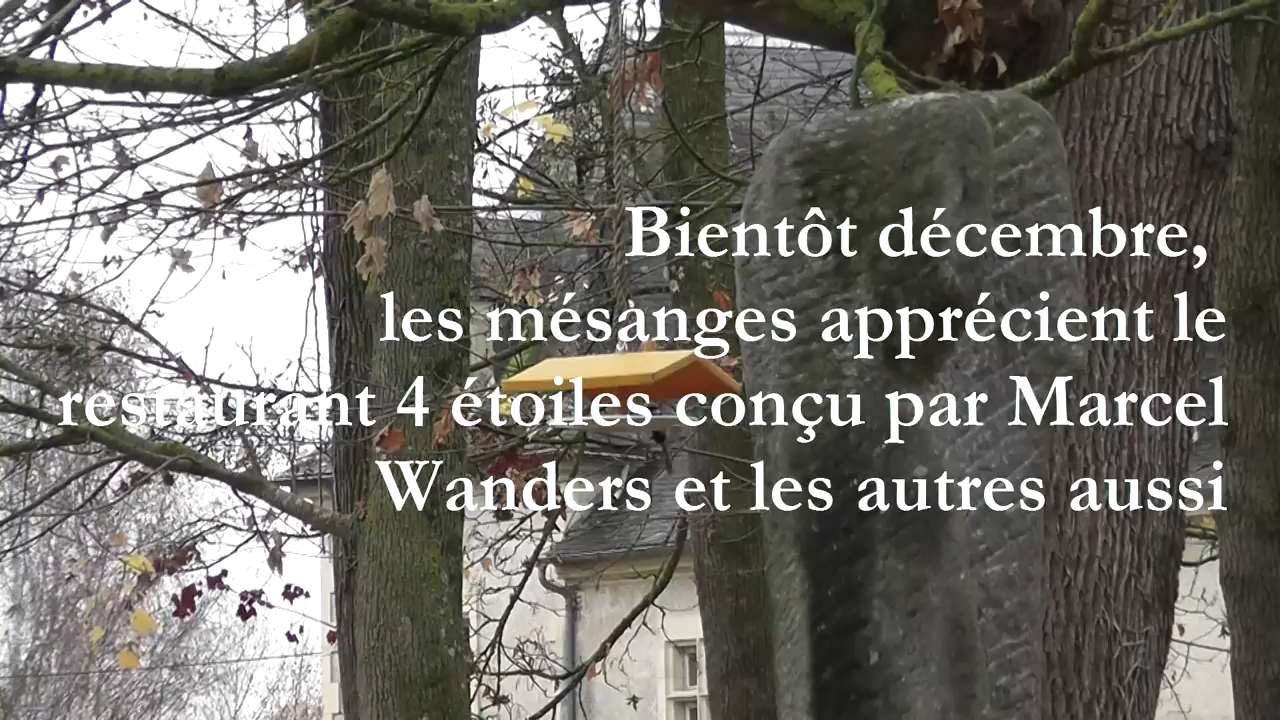 Bientôt décembre,
les mésanges apprécient le
restaurant 4 étoiles conçu par Marcel
Wanders et les autres aussi